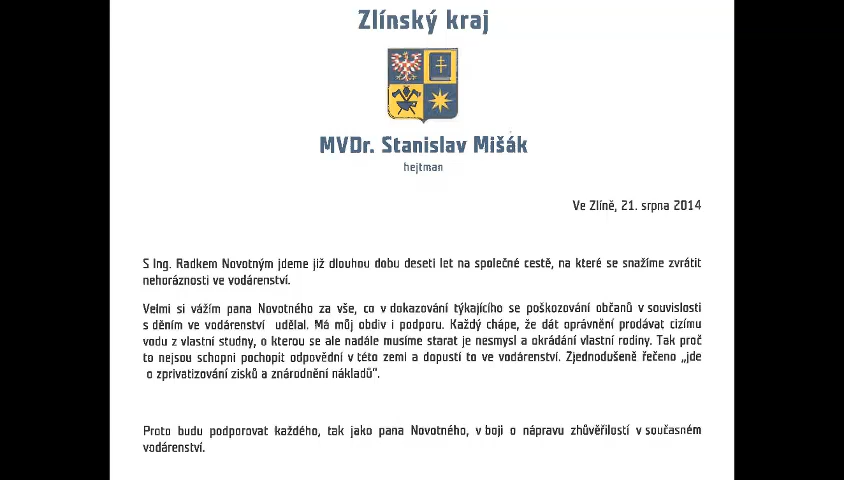 Zlínský kraj
MVDr. Stanislav Mišák
hejtman
Ve Zlíně, 21. srpna 2014
S Ing. Radkem Novotným jdeme již dlouhou dobu deseti let na společné cestě, na které se snažíme zvrátit
nehoráznosti ve vodárenství.
Velmi si vážím pana Novotného za vše, co v dokazování týkajícího se poškozování občanů v souvislosti
s děním ve vodárenství udělal. Má můj obdiv i podporu. Každý chápe, že dát oprávnění prodávat cizímu
vodu z vlastní studny, o kterou se ale nadále musíme starat je nesmysl a okrádání vlastní rodiny. Tak proč
to nejsou schopni pochopit odpovědní v této zemi a dopustí to ve vodárenství. Zjednodušeně řečeno „jde
o zprivatizování zisků a znárodnění nákladů“.
Proto budu podporovat každého, tak jako pana Novotného, v boji o nápravu zhůvěřilostí v současném
vodárenství.